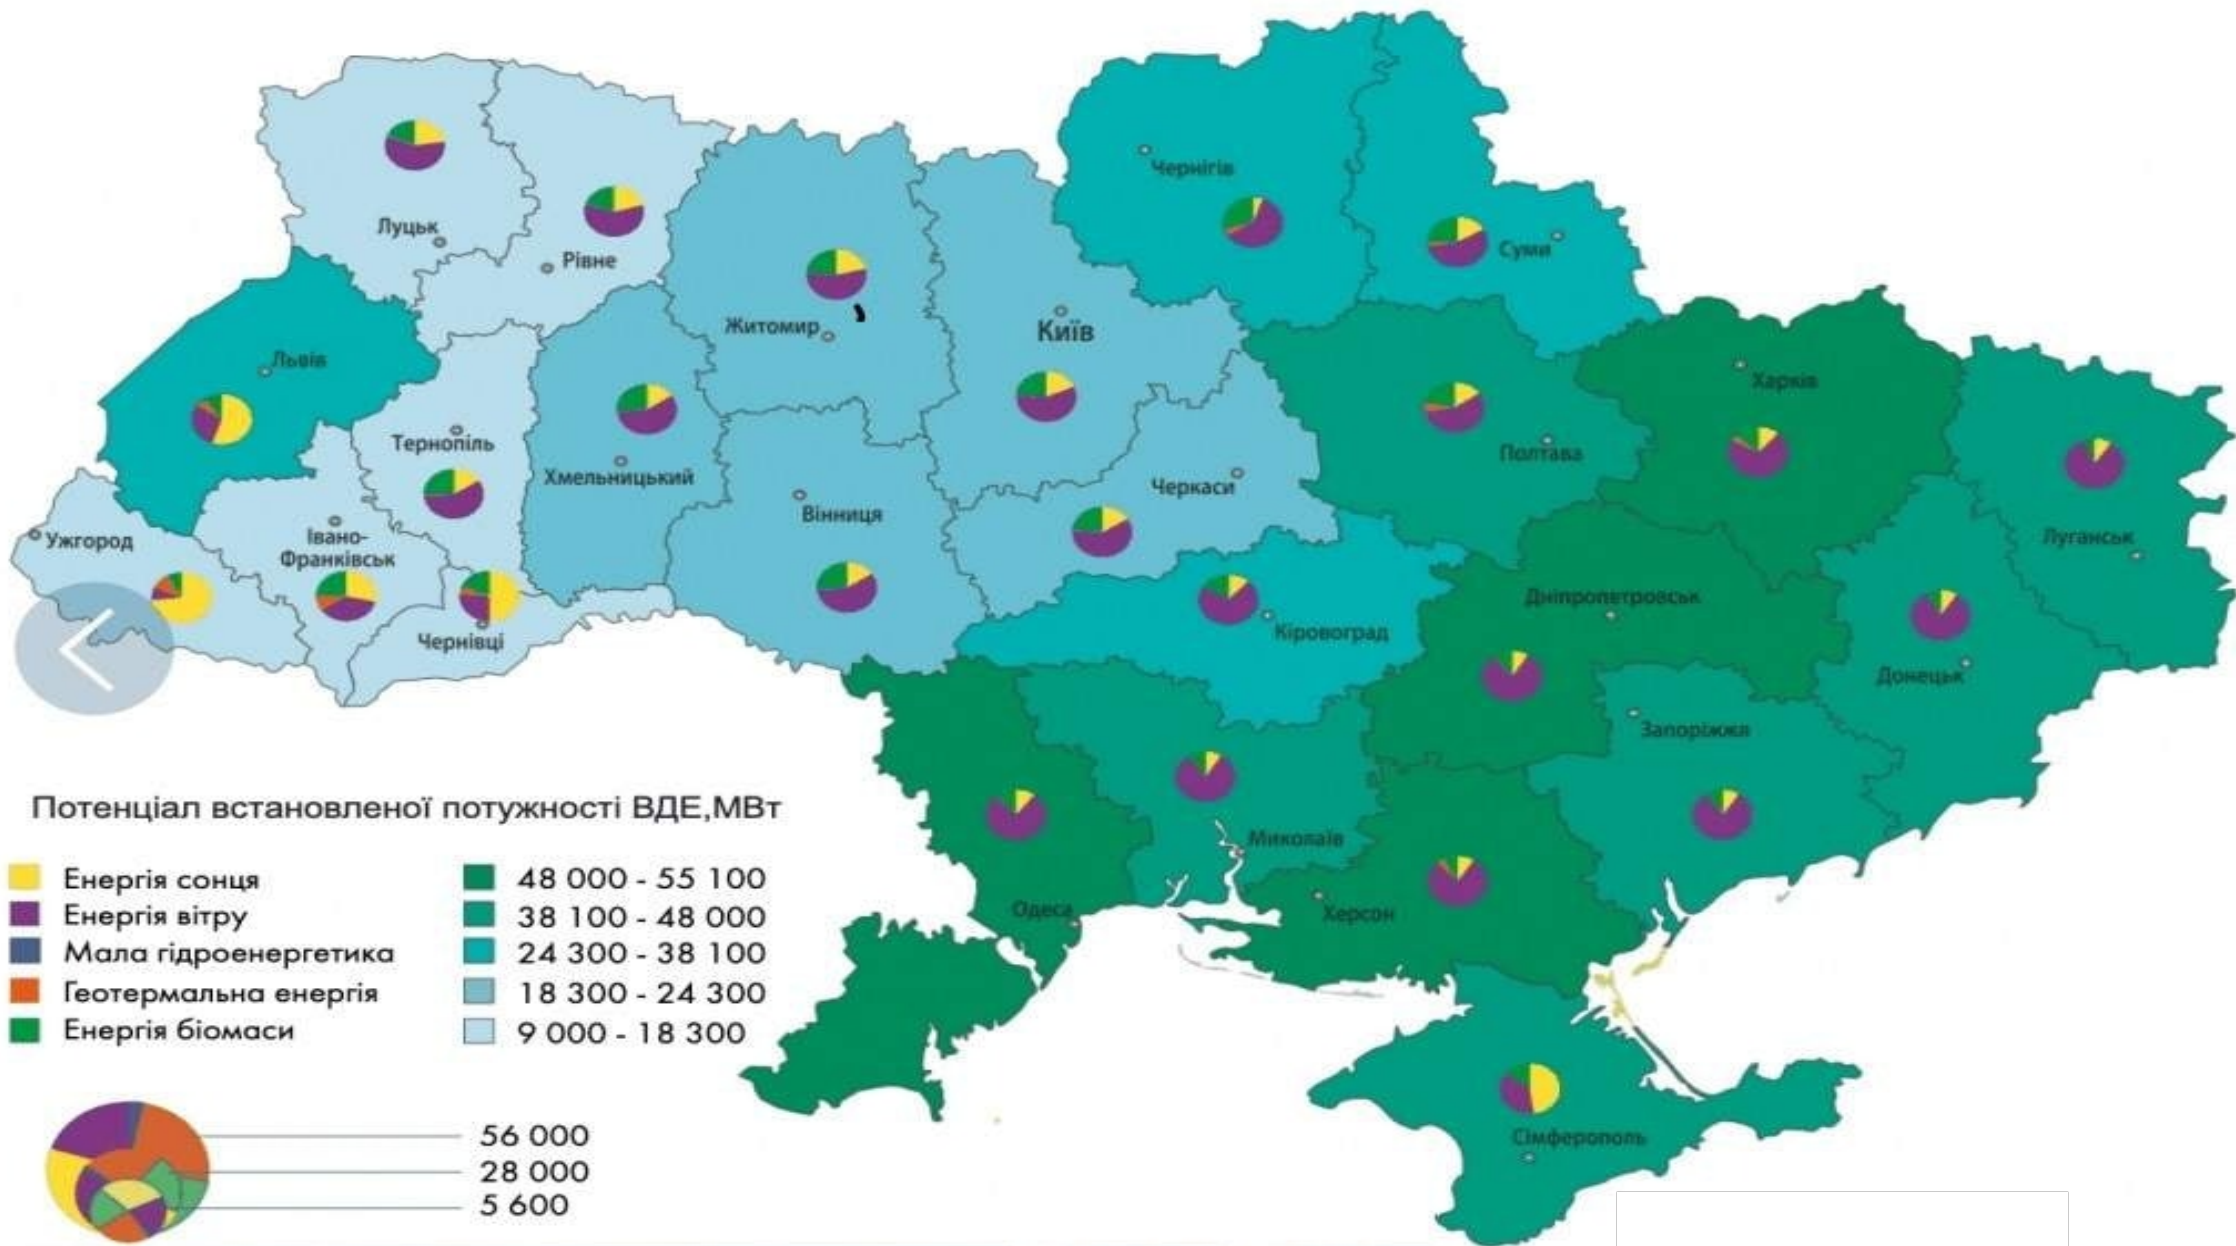 Чернігів
Суми
Луцьк
Рівне
Житомир
Київ
Львів
Харків
Тернопіль
Полтава
Хмельницький
Черкаси
Вінниця
Ужгород
Івано-
Франківськ
Луганськ
Дніпропетровськ
Кіровоград
Чернівці
Донецьк
Запоріжжя
Потенціал встановленої потужності ВДЕ,МВт
Миколаїв
Енергія сонця
48 000 - 55 100
Енергія вітру
38 100 - 48 000
Одеса
Херсон
Мала гідроенергетика
24 300 - 38 100
Геотермальна енергія
18 300 - 24 300
Енергія біомаси
9 000 - 18 300
56 000
Сімферополь
28 000
5 600